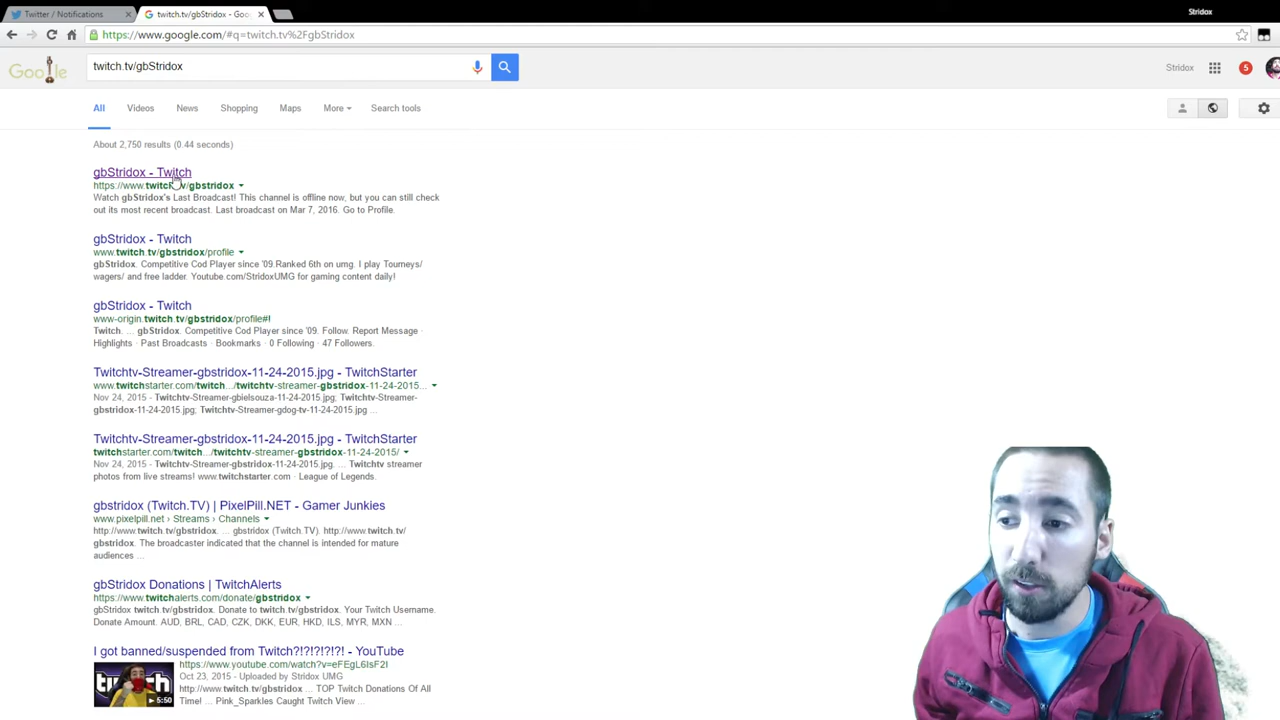 Twitter / Notifications
twitch.tv/gbStridox - Goo
Stridox
https://www.google.com/#q=twitch.tv%2FgbStridox
Google
twitch.tv/gbStridox
Stridox
5
All
Videos
News
Shopping
Maps
More
Search tools
About 2,750 results (0.44 seconds)
gbStridox - Twitch
https://www.twitch.tv/gbstridox
Watch gbStridox's Last Broadcast! This channel is offline now, but you can still check
out its most recent broadcast. Last broadcast on Mar 7, 2016. Go to Profile.
gbStridox - Twitch
www.twitch.tv/gbstridox/profile
gbStridox. Competitive Cod Player since '09.Ranked 6th on umg. I play Tourneys/
wagers/ and free ladder. Youtube.com/StridoxUMG for gaming content daily!
gbStridox - Twitch
www-origin.twitch.tv/gbstridox/profile#!
Twitch. ... gbStridox. Competitive Cod Player since '09. Follow. Report Message ·
Highlights · Past Broadcasts · Bookmarks · 0 Following · 47 Followers.
Twitchtv-Streamer-gbstridox-11-24-2015.jpg - TwitchStarter
www.twitchstarter.com/twitch.../twitchtv-streamer-gbstridox-11-24-2015...
Nov 24, 2015 - Twitchtv-Streamer-gbielsouza-11-24-2015.jpg; Twitchtv-Streamer-
gbstridox-11-24-2015.jpg; Twitchtv-Streamer-gdog-tv-11-24-2015.jpg ...
Twitchtv-Streamer-gbstridox-11-24-2015.jpg - TwitchStarter
twitchstarter.com/twitch.../twitchtv-streamer-gbstridox-11-24-2015/
Nov 24, 2015 - Twitchtv-Streamer-gbstridox-11-24-2015.jpg. ... Twitchtv streamer
photos from live streams! www.twitchstarter.com · League of Legends.
gbstridox (Twitch.TV) | PixelPill.NET - Gamer Junkies
www.pixelpill.net › Streams › Channels
http://www.twitch.tv/gbstridox. ... gbstridox (Twitch.TV). http://www.twitch.tv/
gbstridox. The broadcaster indicated that the channel is intended for mature
audiences ...
gbStridox Donations | TwitchAlerts
https://www.twitchalerts.com/donate/gbstridox
gbStridox twitch.tv/gbstridox. Donate to twitch.tv/gbstridox. Your Twitch Username.
Donate Amount. AUD, BRL, CAD, CZK, DKK, EUR, HKD, ILS, MYR, MXN ...
I got banned/suspended from Twitch?!?!?!?!?! - YouTube
https://www.youtube.com/watch?v=eFEgL6IsF2I
Oct 23, 2015 - Uploaded by Stridox UMG
http://www.twitch.tv/gbstridox ... TOP Twitch Donations Of All
Time! ... Pink_Sparkles Caught Twitch View ...
5:50